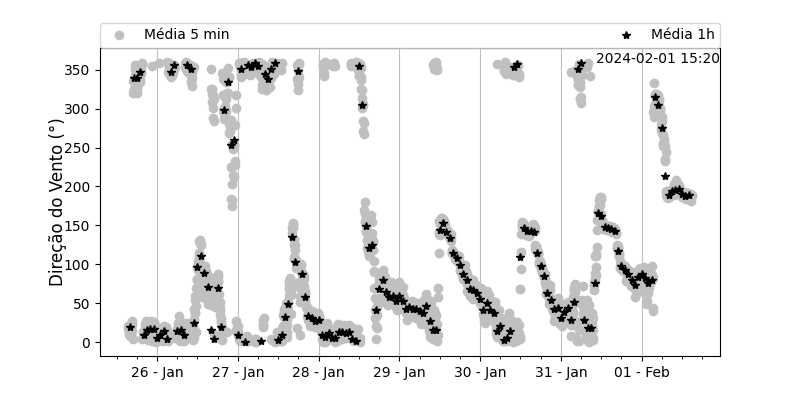 Média 5 min
Média 1h
2024-02-01 15:20
Direção do Vento (°)
350
300
250
200
150
100
50
0
26 - Jan
27 - Jan
28 - Jan
29 - Jan
30 - Jan
31 - Jan
01 - Feb